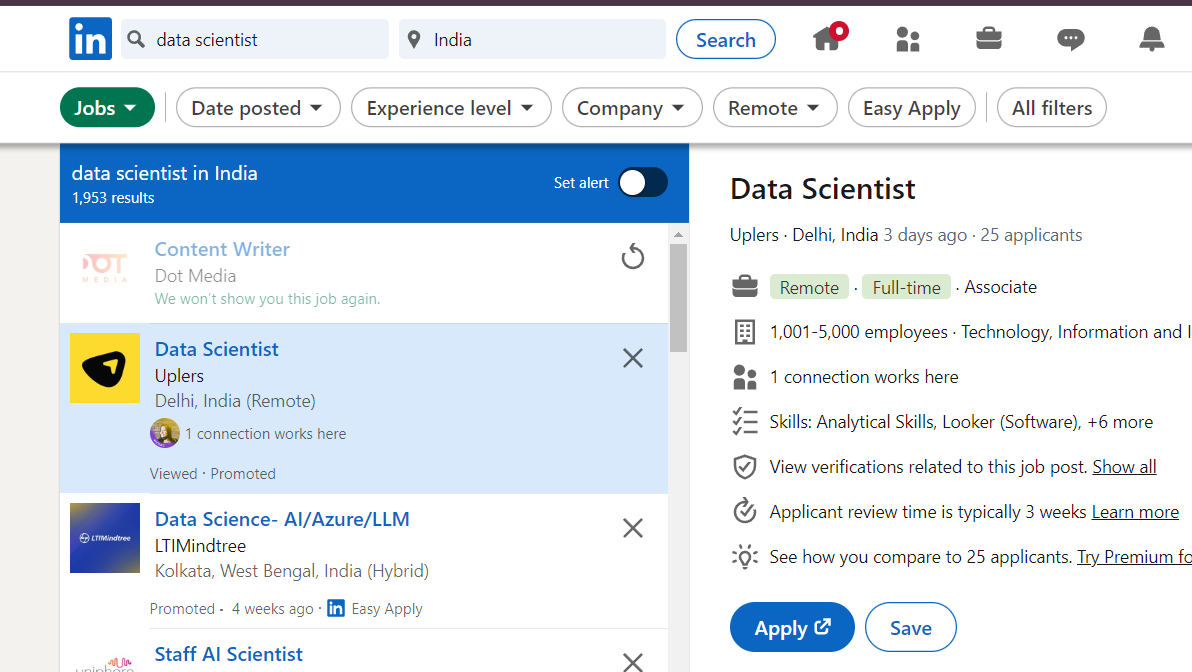 in
data scientist
India
Search
Jobs
Date posted
Experience level
Company
Remote
Easy Apply
All filters
data scientist in India
1,953 results
Set alert
DOT
MEDIA
Content Writer
Dot Media
We won't show you this job again.
Data Scientist
Uplers
Delhi, India (Remote)
1 connection works here
Viewed · Promoted
LTIMindtree
Data Science- AI/Azure/LLM
LTIMindtree
Kolkata, West Bengal, India (Hybrid)
Promoted · 4 weeks ago · in Easy Apply
Staff AI Scientist
Data Scientist
Uplers · Delhi, India 3 days ago · 25 applicants
Remote · Full-time · Associate
1,001-5,000 employees · Technology, Information and I
1 connection works here
Skills: Analytical Skills, Looker (Software), +6 more
View verifications related to this job post. Show all
Applicant review time is typically 3 weeks Learn more
See how you compare to 25 applicants. Try Premium fo
Apply
Save